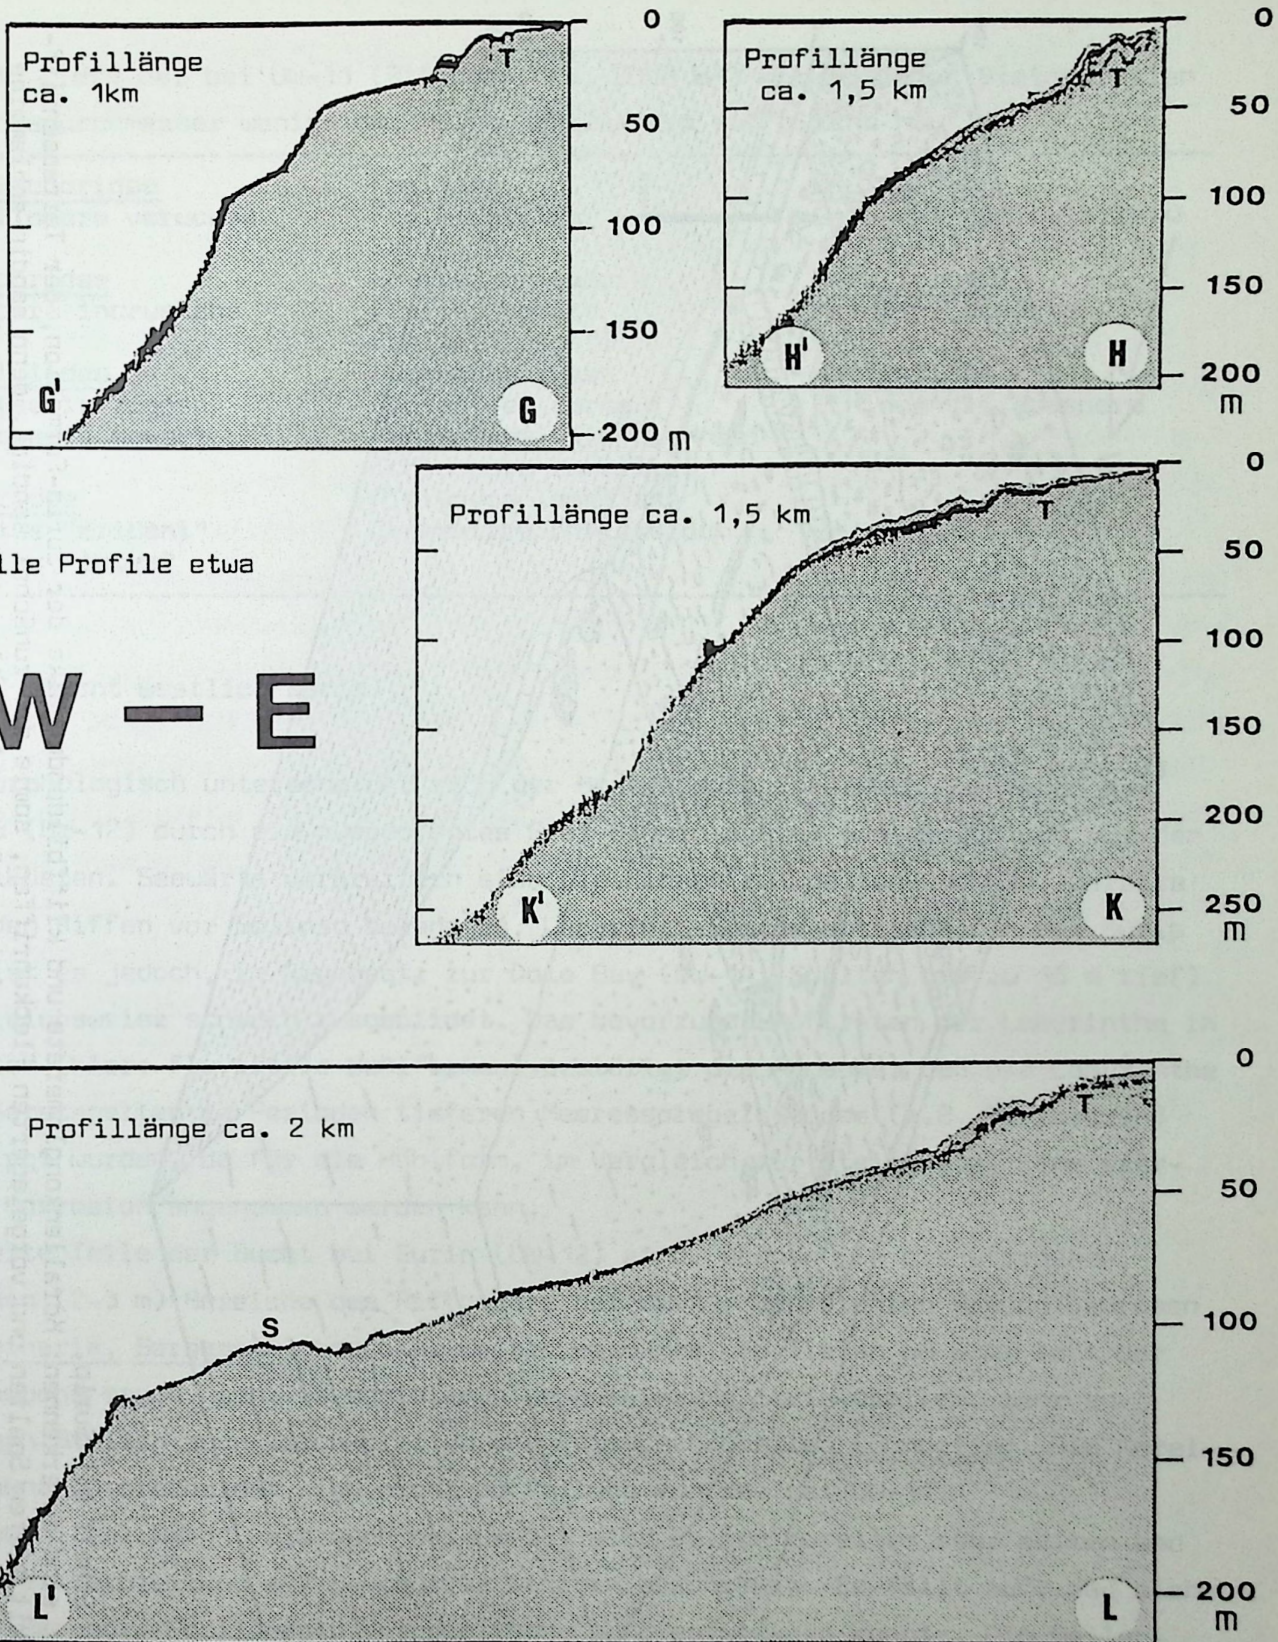 Profillänge
ca. 1km
T
G'
G
0
50
100
150
200 m
Profillänge
ca. 1,5 km
T
H'
H
0
50
100
150
200
m
lle Profile etwa
W — E
Profillänge ca. 1,5 km
T
K'
K
0
50
100
150
200
250
m
Profillänge ca. 2 km
T
S
L'
L
0
50
100
150
200
m